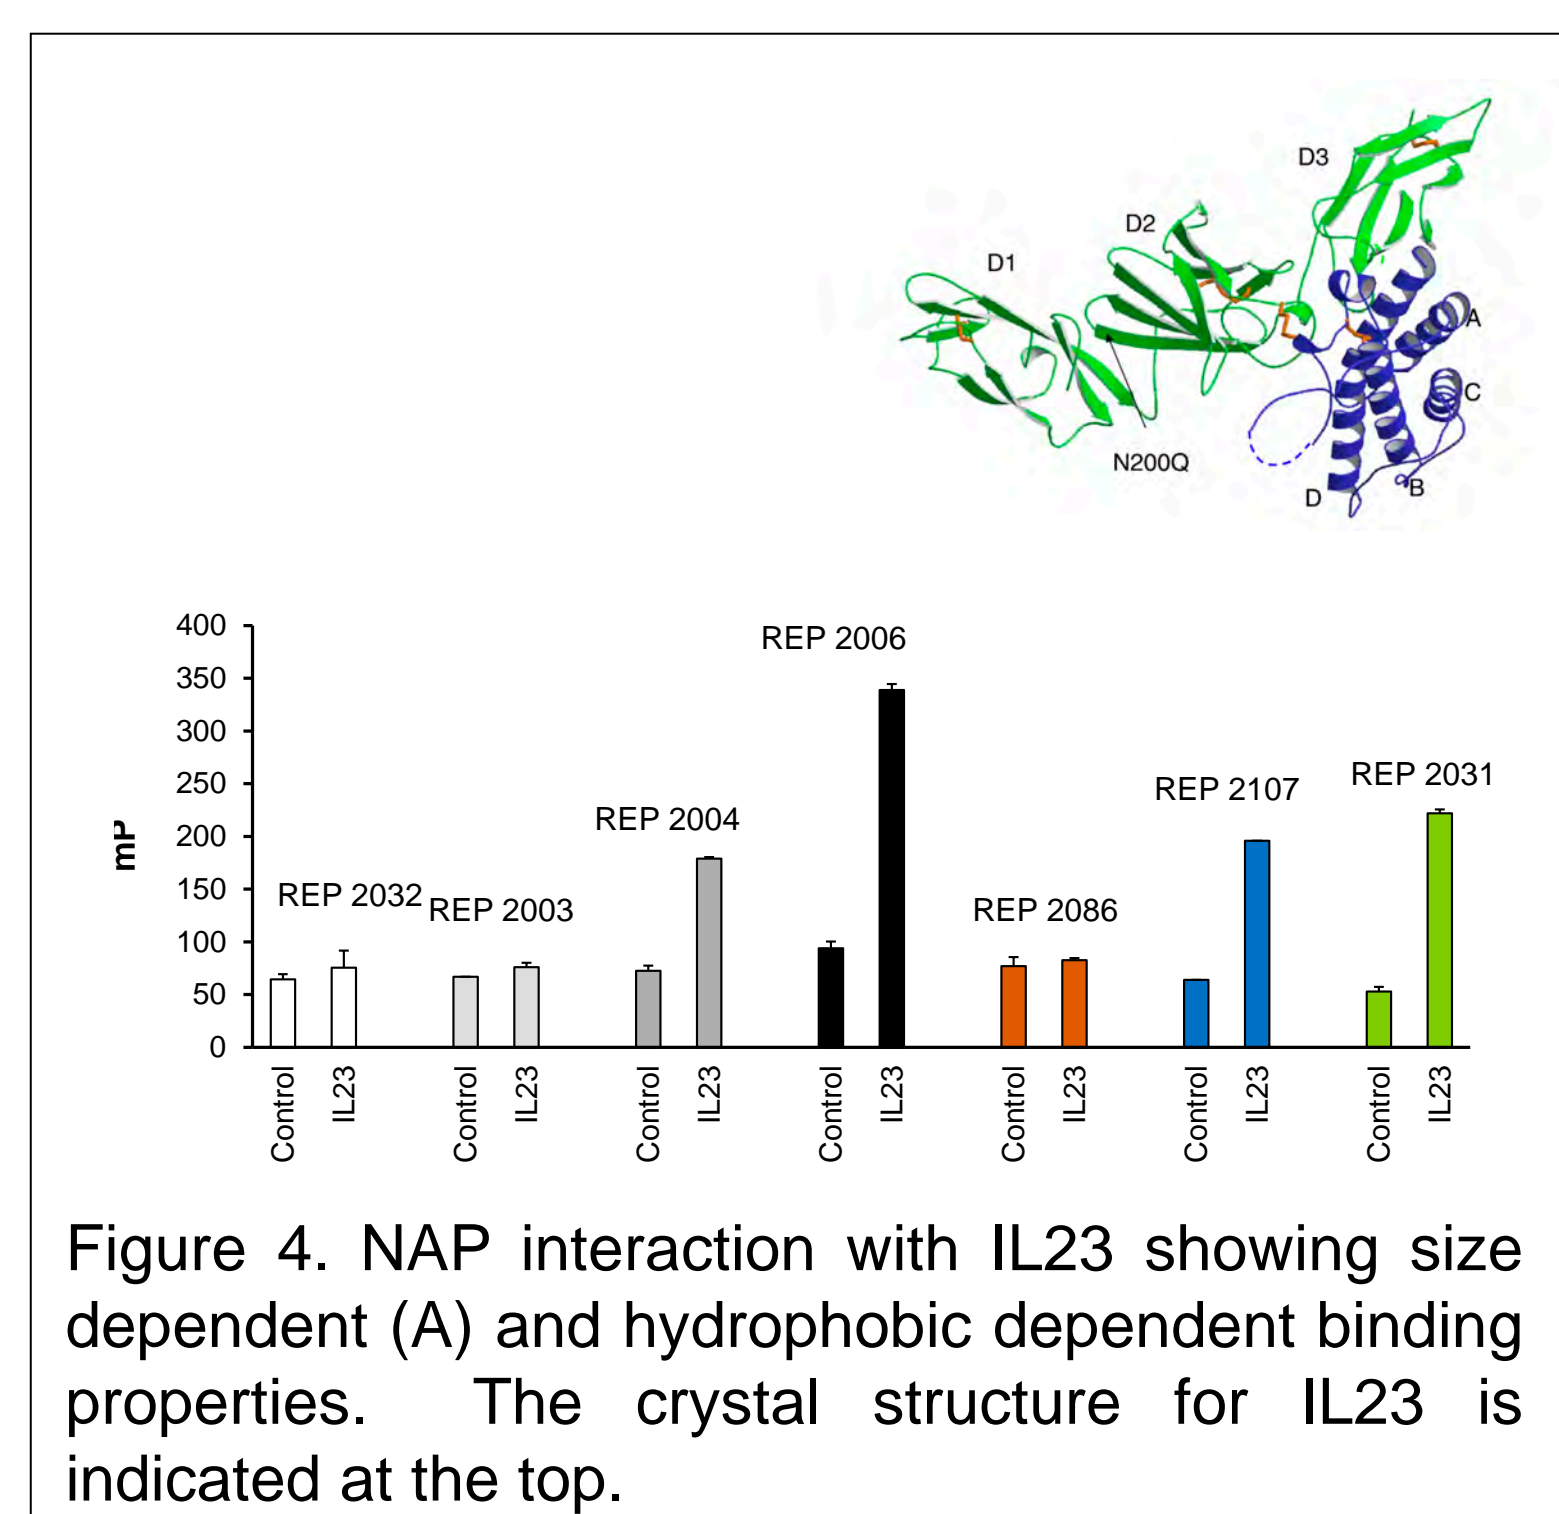 D3
D2
D1
A
C
N200Q
B
D
400
350
300
250
200
150
100
50
0
mP
REP 2032
REP 2003
REP 2004
REP 2006
REP 2086
REP 2107
REP 2031
Control IL23 Control IL23 Control IL23 Control IL23 Control IL23 Control IL23 Control IL23
Figure 4. NAP interaction with IL23 showing size
dependent (A) and hydrophobic dependent binding
properties. The crystal structure for IL23 is
indicated at the top.